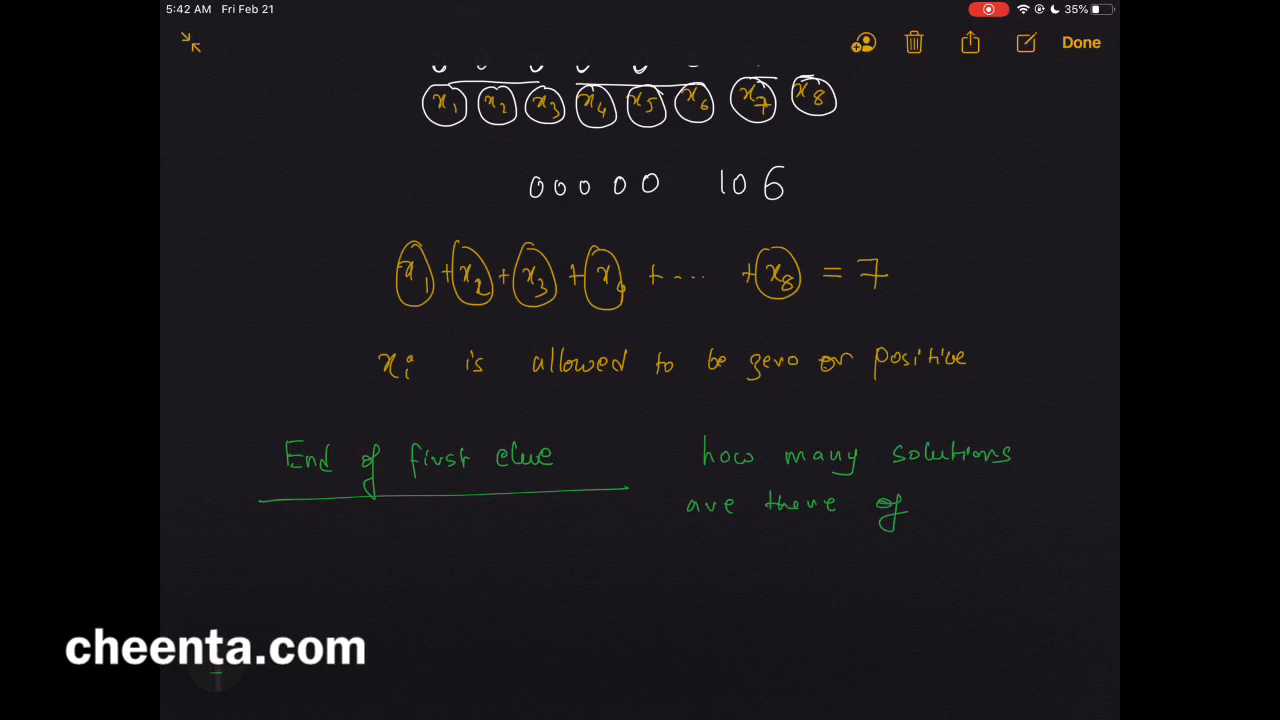 5:42 AM Fri Feb 21 35%
Done
x1 x2 x3 x4 x5 x6 x7 x8
00000 106
x1 + x2 + x3 + x4 + ... + x8 = 7
xi is allowed to be zero or positive
End of first clue
how many solutions
are there of
cheenta.com